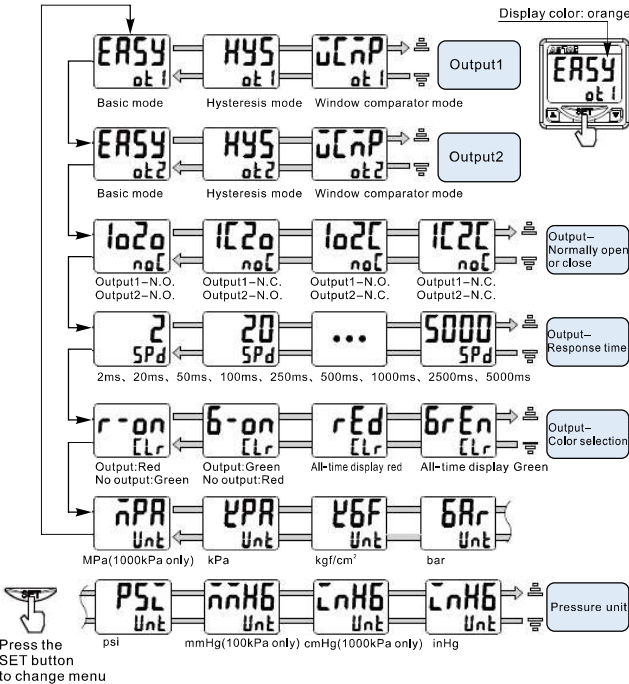 Display color: orange
EASY HYS WCMP
ot1 ot1 ot1
Output1
Basic mode Hysteresis mode Window comparator mode
EASY
ot1
SET
EASY HYS WCMP
ot2 ot2 ot2
Output2
Basic mode Hysteresis mode Window comparator mode
1o2o 1C2o 1o2C 1C2C
noC noC noC noC
Output–
Normally open
or close
Output1–N.O. Output1–N.C. Output1–N.O. Output1–N.C.
Output2–N.O. Output2–N.O. Output2–N.C. Output2–N.C.
2 20 ... 5000
SPd SPd SPd
Output–
Response time
2ms、20ms、50ms、100ms、250ms、500ms、1000ms、2500ms、5000ms
r-on G-on rEd GrEn
CLr CLr CLr CLr
Output–
Color selection
Output:Red Output:Green All-time display red All-time display Green
No output:Green No output:Red
MPA KPA KGF BAr
Unt Unt Unt Unt
MPa(1000kPa only) kPa kgf/cm² bar
SET
PSi mmHG CnHG inHG
Unt Unt Unt Unt
Pressure unit
psi mmHg(100kPa only) cmHg(1000kPa only) inHg
Press the
SET button
to change menu